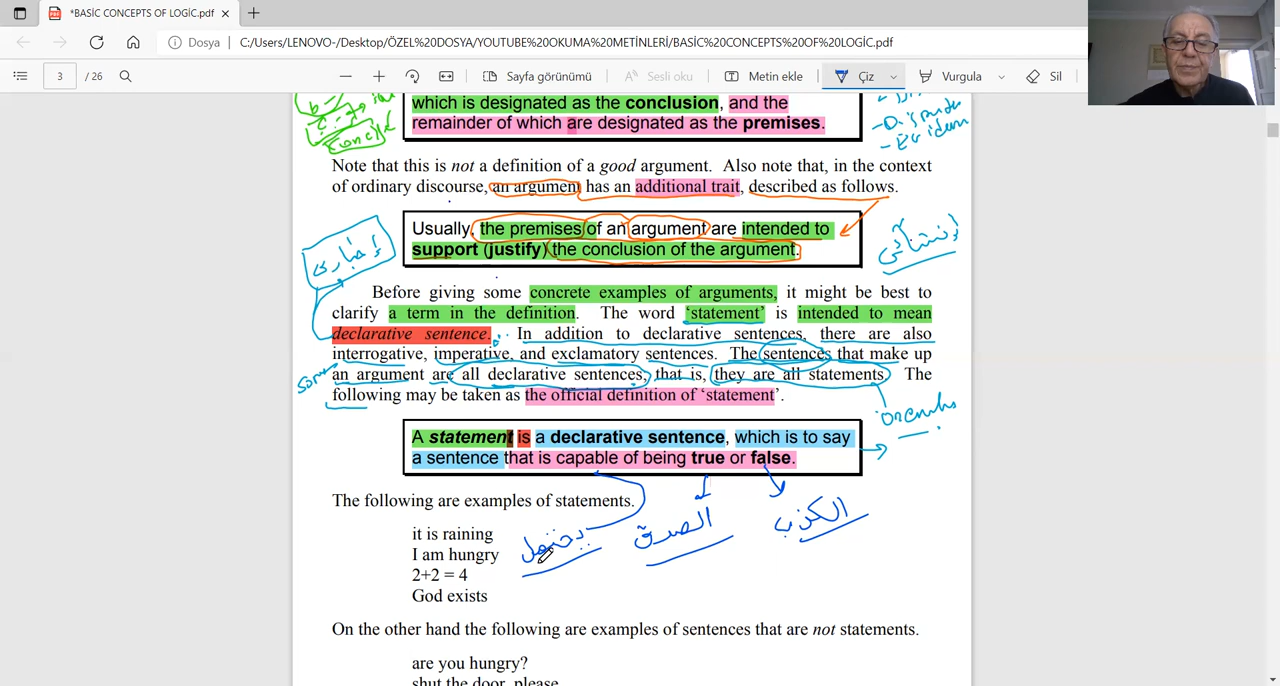 *BASİC CONCEPTS OF LOGİC.pdf
Dosya C:/Users/LENOVO-/Desktop/ÖZEL%20DOSYA/YOUTUBE%20OKUMA%20METİNLERİ/BASİC%20CONCEPTS%20OF%20LOGİC.pdf
3 / 26 Sayfa görünümü Sesli oku Metin ekle Çiz Vurgula Sil
which is designated as the conclusion, and the
remainder of which are designated as the premises.
Note that this is not a definition of a good argument. Also note that, in the context
of ordinary discourse, an argument has an additional trait, described as follows.
Usually, the premises of an argument are intended to
support (justify) the conclusion of the argument.
إخبارى
إنشائى
Before giving some concrete examples of arguments, it might be best to
clarify a term in the definition. The word ‘statement’ is intended to mean
declarative sentence. In addition to declarative sentences, there are also
interrogative, imperative, and exclamatory sentences. The sentences that make up
an argument are all declarative sentences, that is, they are all statements. The
following may be taken as the official definition of ‘statement’.
A statement is a declarative sentence, which is to say
a sentence that is capable of being true or false.
The following are examples of statements.
يحتمل الصدق الكذب
it is raining
I am hungry
2+2 = 4
God exists
On the other hand the following are examples of sentences that are not statements.
are you hungry?
shut the door, please